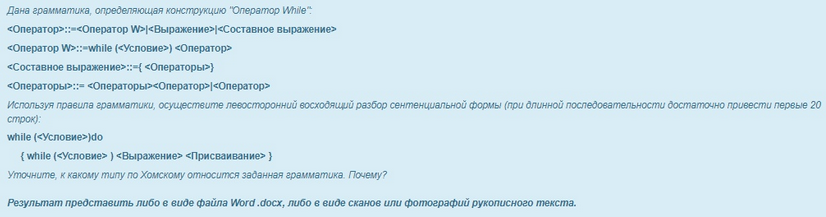 Дана грамматика, определяющая конструкцию "Оператор While":
<Оператор>::=<Оператор W>|<Выражение>|<Составное выражение>
<Оператор W>::=while (<Условие>) <Оператор>
<Составное выражение>::={ <Операторы>}
<Операторы>::= <Операторы><Оператор>|<Оператор>
Используя правила грамматики, осуществите левосторонний восходящий разбор сентенциальной формы (при длинной последовательности достаточно привести первые 20
строк):
while (<Условие>)do
{ while (<Условие> ) <Выражение> <Присваивание> }
Уточните, к какому типу по Хомскому относится заданная грамматика. Почему?
Результат представить либо в виде файла Word .docx, либо в виде сканов или фотографий рукописного текста.